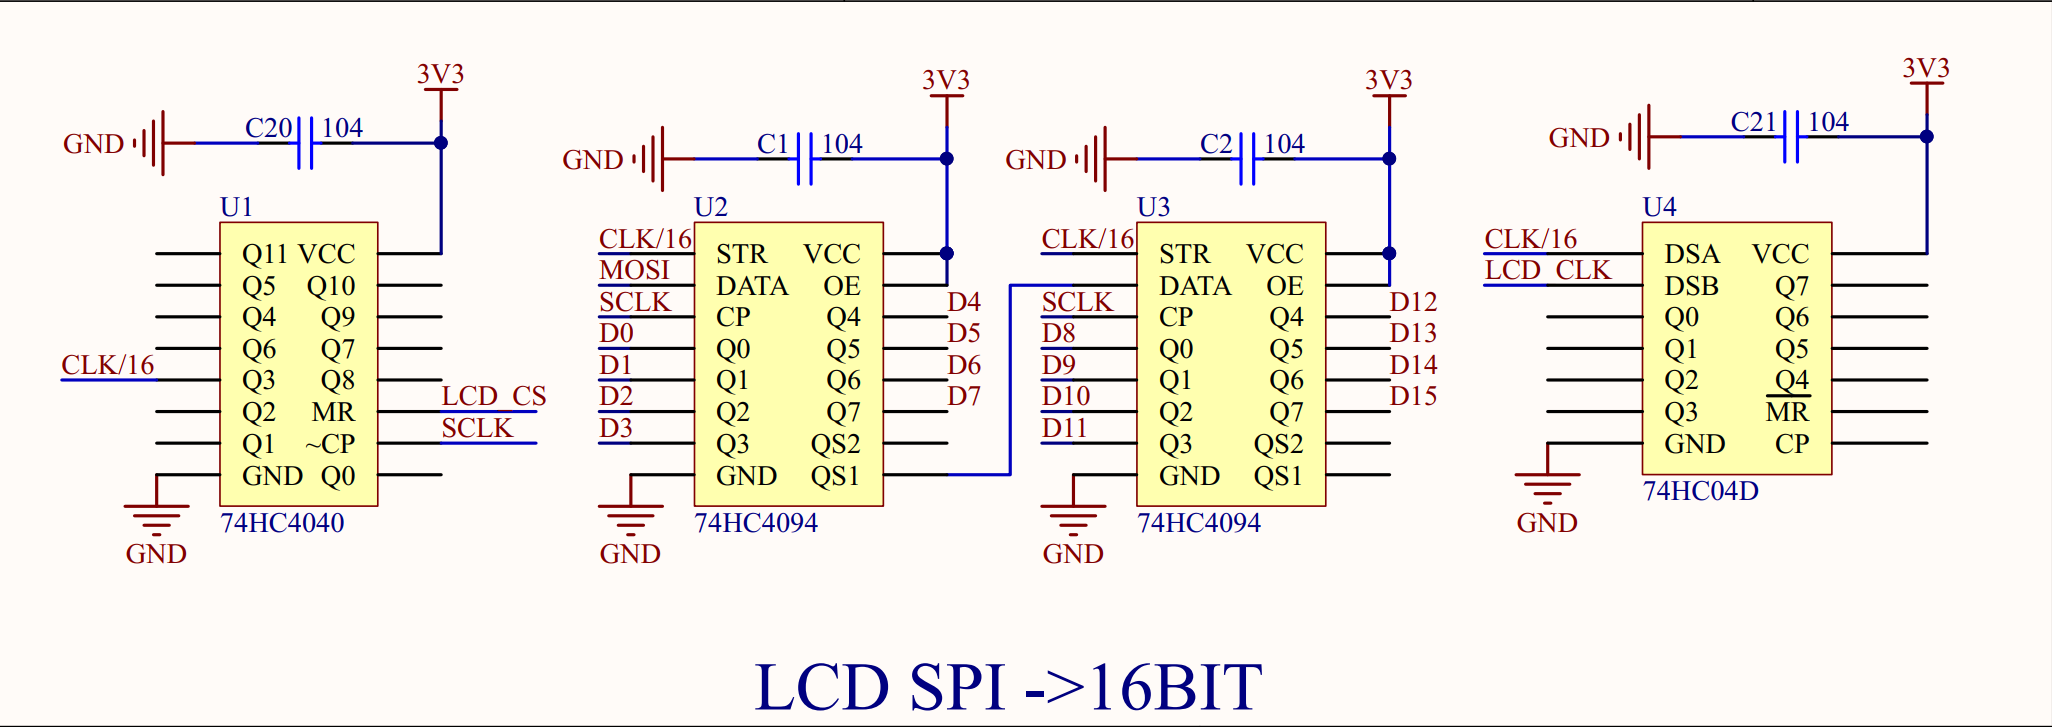 3V3
GND C20 104
U1
Q11 VCC
Q5 Q10
Q4 Q9
Q6 Q7
CLK/16 Q3 Q8
Q2 MR LCD_CS
Q1 ~CP SCLK
GND Q0
74HC4040
GND
3V3
GND C1 104
U2
CLK/16 STR VCC
MOSI DATA OE
SCLK CP Q4 D4
D0 Q0 Q5 D5
D1 Q1 Q6 D6
D2 Q2 Q7 D7
D3 Q3 QS2
GND QS1
74HC4094
GND
3V3
GND C2 104
U3
CLK/16 STR VCC
DATA OE
SCLK CP Q4 D12
D8 Q0 Q5 D13
D9 Q1 Q6 D14
D10 Q2 Q7 D15
D11 Q3 QS2
GND QS1
74HC4094
GND
3V3
GND C21 104
U4
CLK/16 DSA VCC
LCD_CLK DSB Q7
Q0 Q6
Q1 Q5
Q2 Q4
Q3 MR
GND CP
74HC04D
GND
LCD SPI ->16BIT